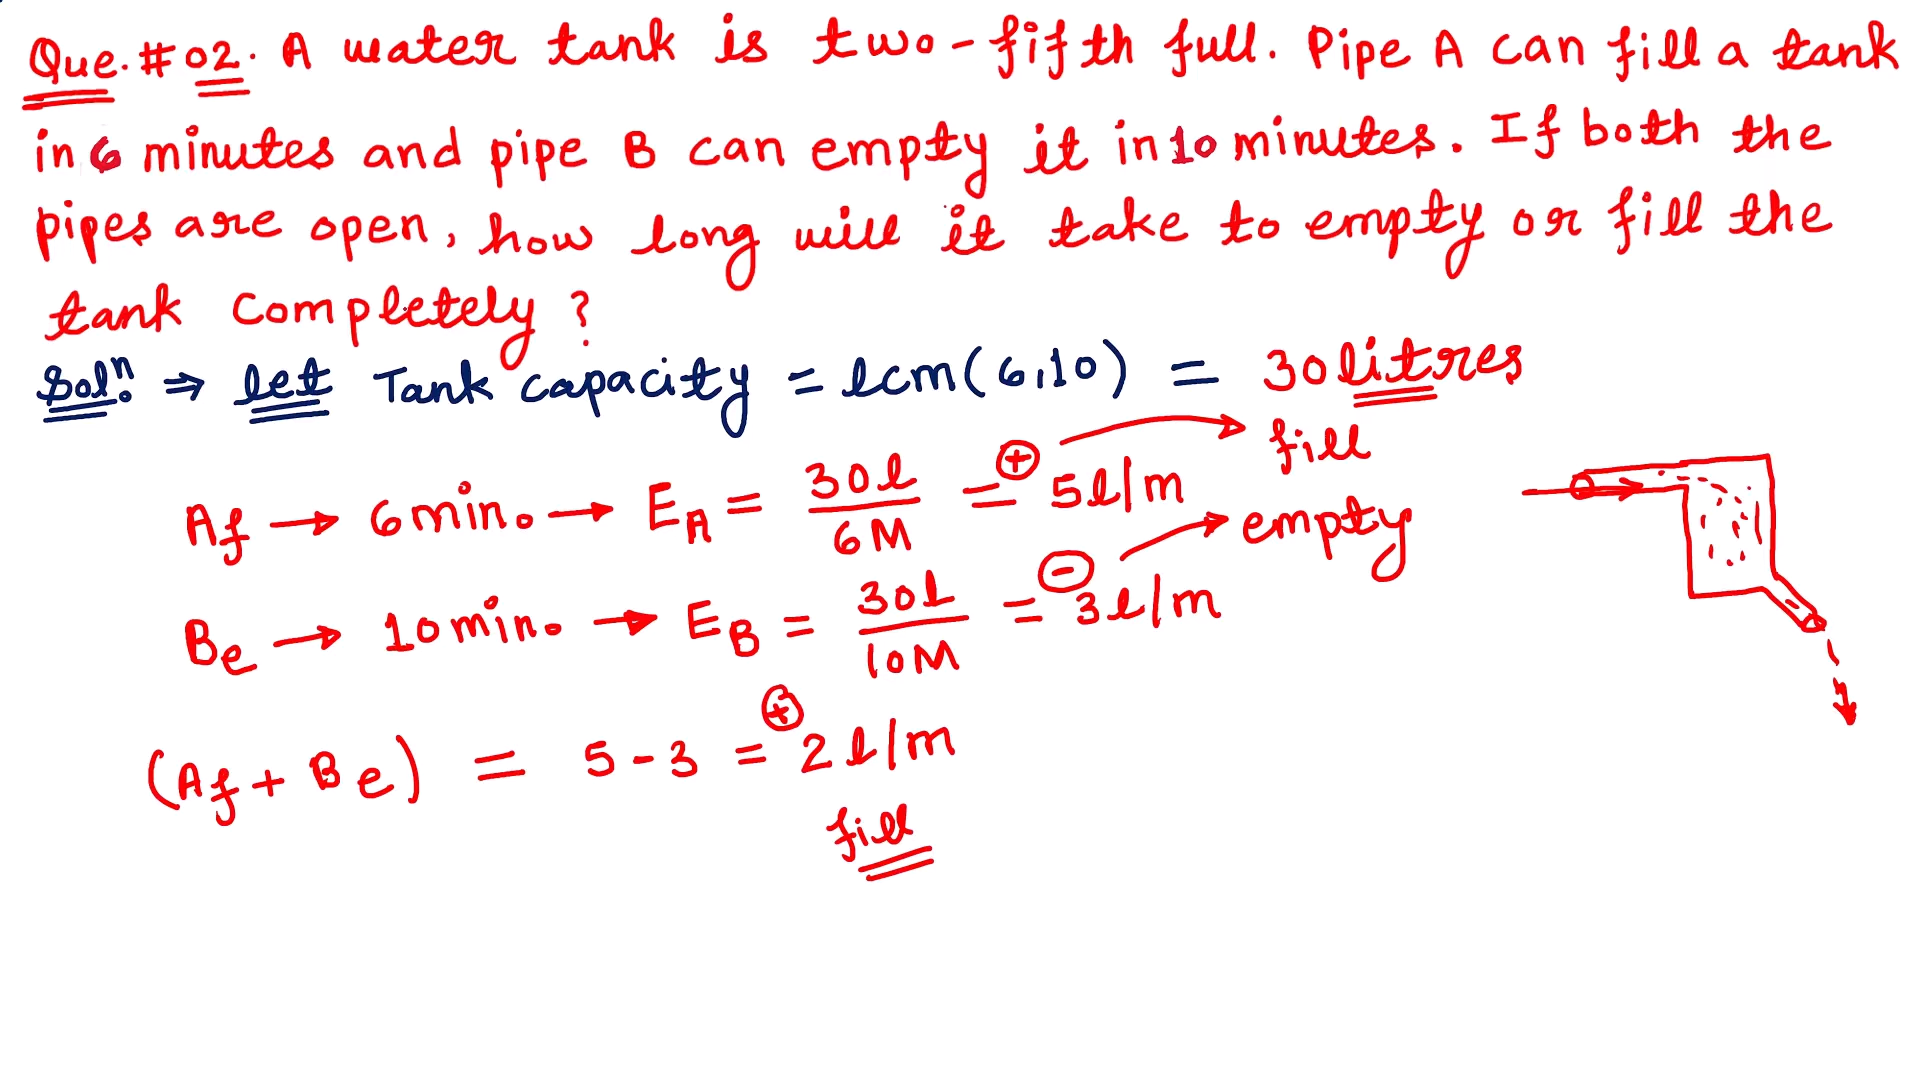 Que. #02. A water tank is two-fifth full. Pipe A can fill a tank
in 6 minutes and pipe B can empty it in 10 minutes. If both the
pipes are open, how long will it take to empty or fill the
tank completely?
Solⁿ. ⇒ let Tank capacity = lcm(6,10) = 30 litres
Af → 6 min. → E_A = 30l/6M = ⊕ 5l/m → fill
Be → 10 min. → E_B = 30l/10M = ⊖ 3l/m → empty
(Af + Be) = 5 - 3 = ⊕ 2l/m
fill